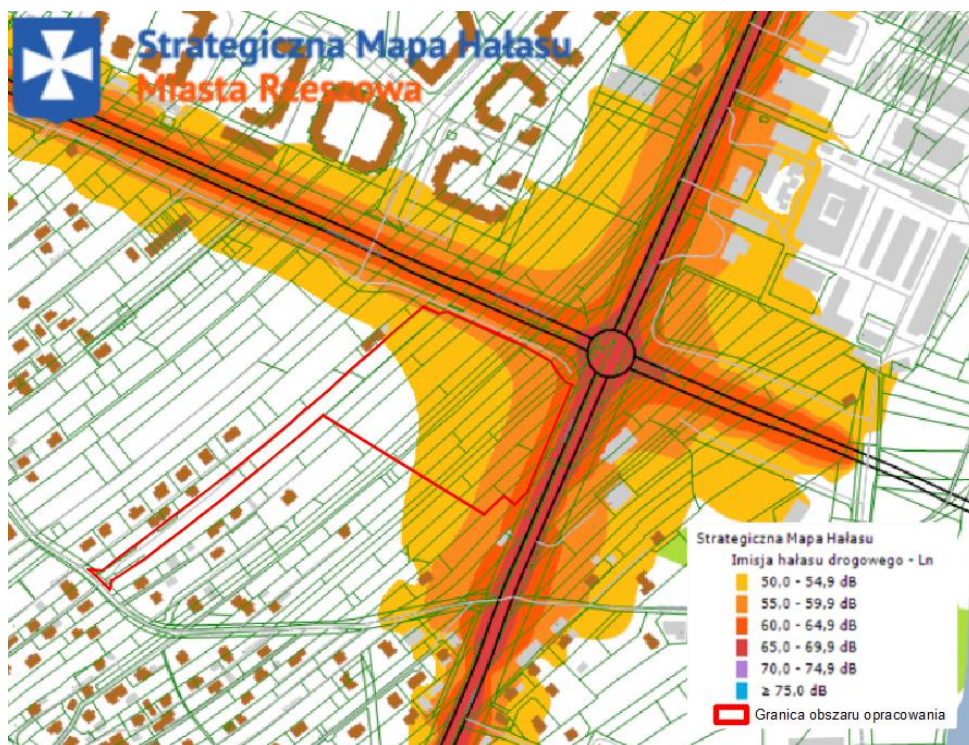 Strategiczna Mapa Hałasu
Miasta Rzeszowa
Strategiczna Mapa Hałasu
Imisja hałasu drogowego - Ln
50,0 - 54,9 dB
55,0 - 59,9 dB
60,0 - 64,9 dB
65,0 - 69,9 dB
70,0 - 74,9 dB
≥ 75,0 dB
Granica obszaru opracowania